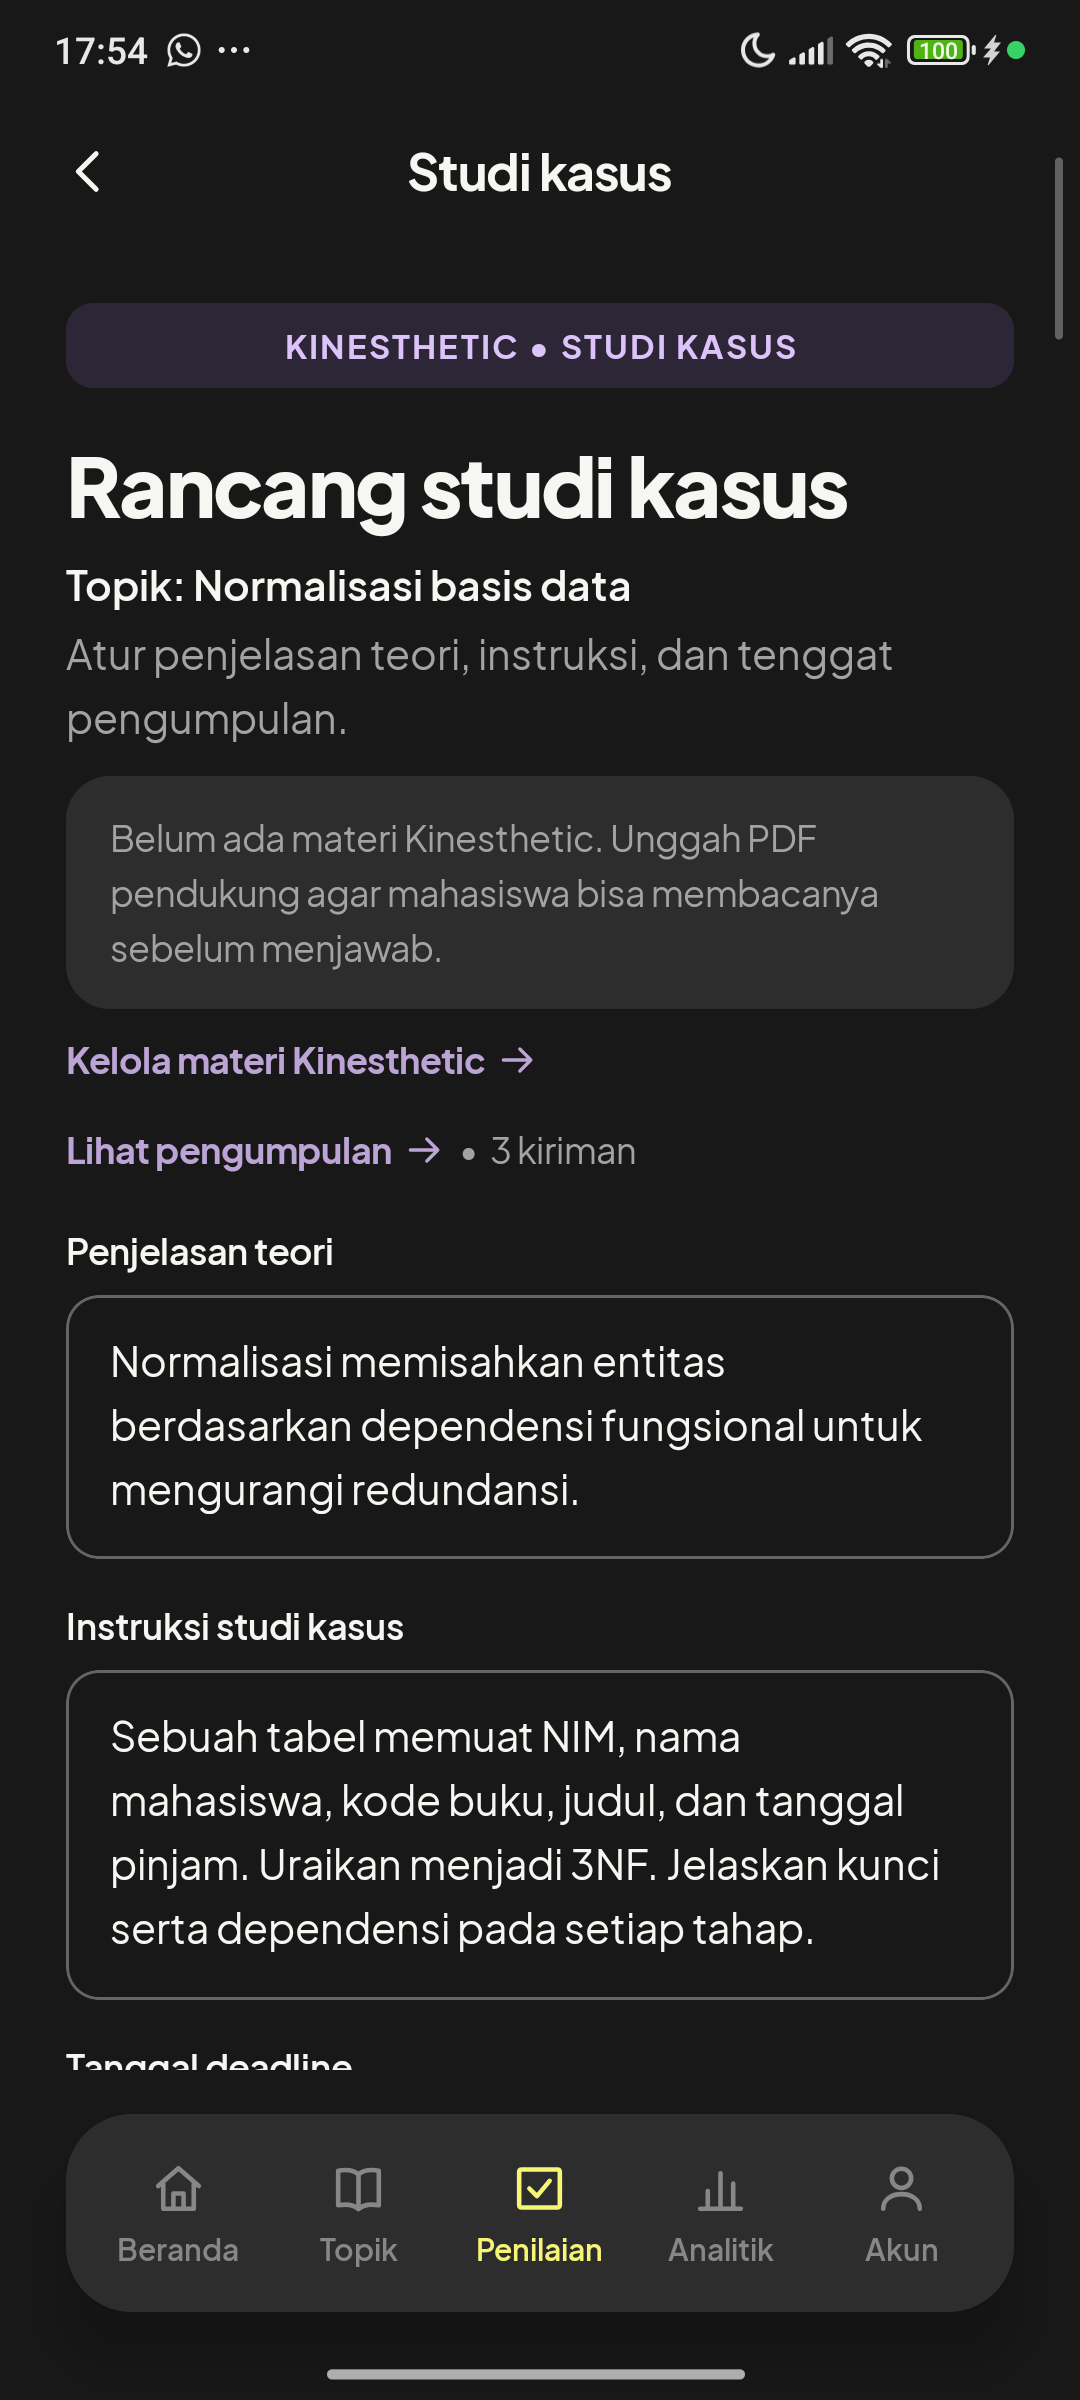 17:54
100
Studi kasus
KINESTHETIC • STUDI KASUS
Rancang studi kasus
Topik: Normalisasi basis data
Atur penjelasan teori, instruksi, dan tenggat
pengumpulan.
Belum ada materi Kinesthetic. Unggah PDF
pendukung agar mahasiswa bisa membacanya
sebelum menjawab.
Kelola materi Kinesthetic →
Lihat pengumpulan → • 3 kiriman
Penjelasan teori
Normalisasi memisahkan entitas
berdasarkan dependensi fungsional untuk
mengurangi redundansi.
Instruksi studi kasus
Sebuah tabel memuat NIM, nama
mahasiswa, kode buku, judul, dan tanggal
pinjam. Uraikan menjadi 3NF. Jelaskan kunci
serta dependensi pada setiap tahap.
Tanggal deadline
Beranda
Topik
Penilaian
Analitik
Akun